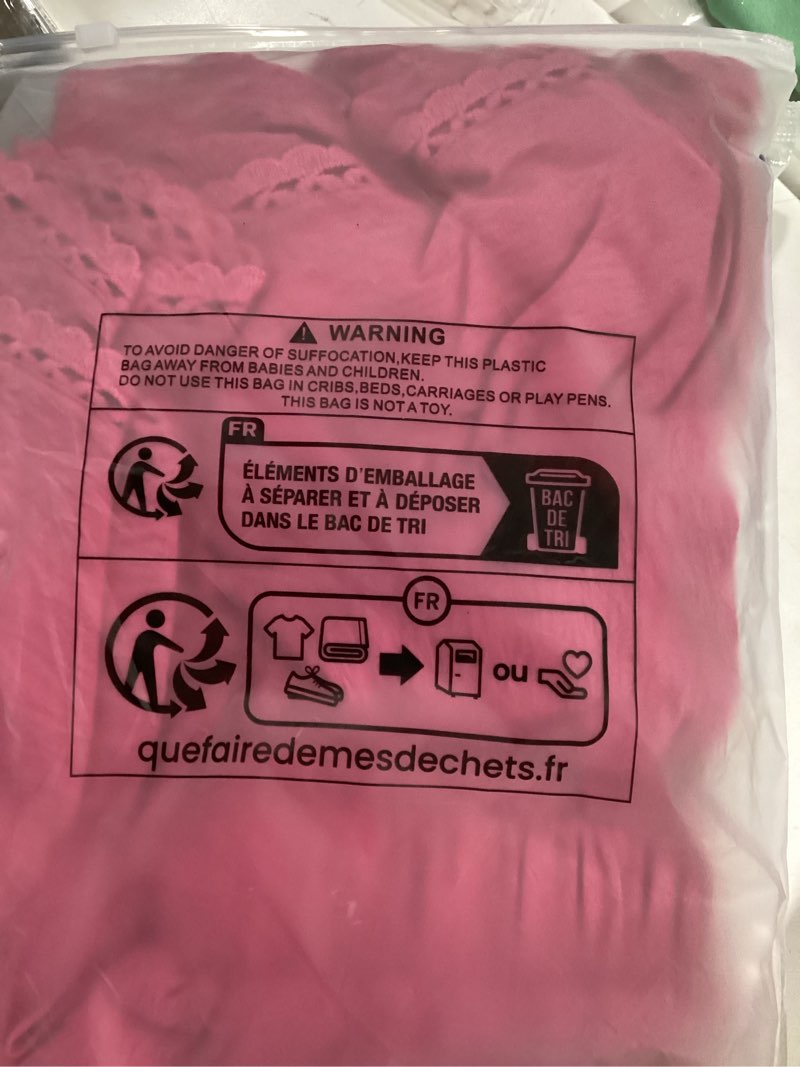 WARNING
TO AVOID DANGER OF SUFFOCATION,KEEP THIS PLASTIC
BAG AWAY FROM BABIES AND CHILDREN.
DO NOT USE THIS BAG IN CRIBS,BEDS,CARRIAGES OR PLAY PENS.
THIS BAG IS NOT A TOY.
FR
ÉLÉMENTS D'EMBALLAGE
À SÉPARER ET À DÉPOSER
DANS LE BAC DE TRI
BAC
DE
TRI
FR
ou
quefairedemesdechets.fr